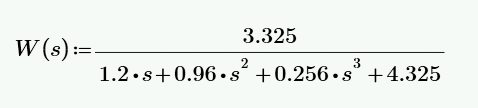 W(s):= 3.325
1.2•s+0.96•s² +0.256•s³ +4.325